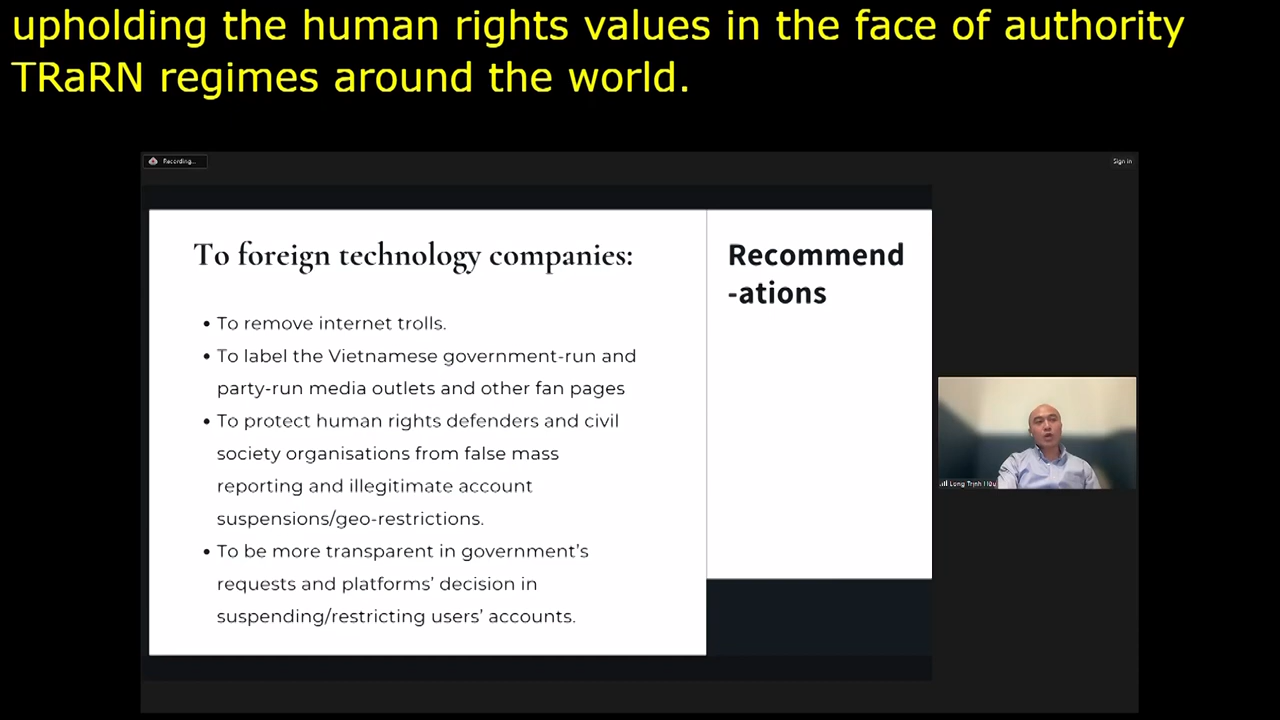 upholding the human rights values in the face of authority
TRaRN regimes around the world.
Recording...
Sign in
To foreign technology companies:
• To remove internet trolls.
• To label the Vietnamese government-run and
party-run media outlets and other fan pages
• To protect human rights defenders and civil
society organisations from false mass
reporting and illegitimate account
suspensions/geo-restrictions.
• To be more transparent in government's
requests and platforms' decision in
suspending/restricting users' accounts.
Recommend
-ations
Long Trịnh Hữu